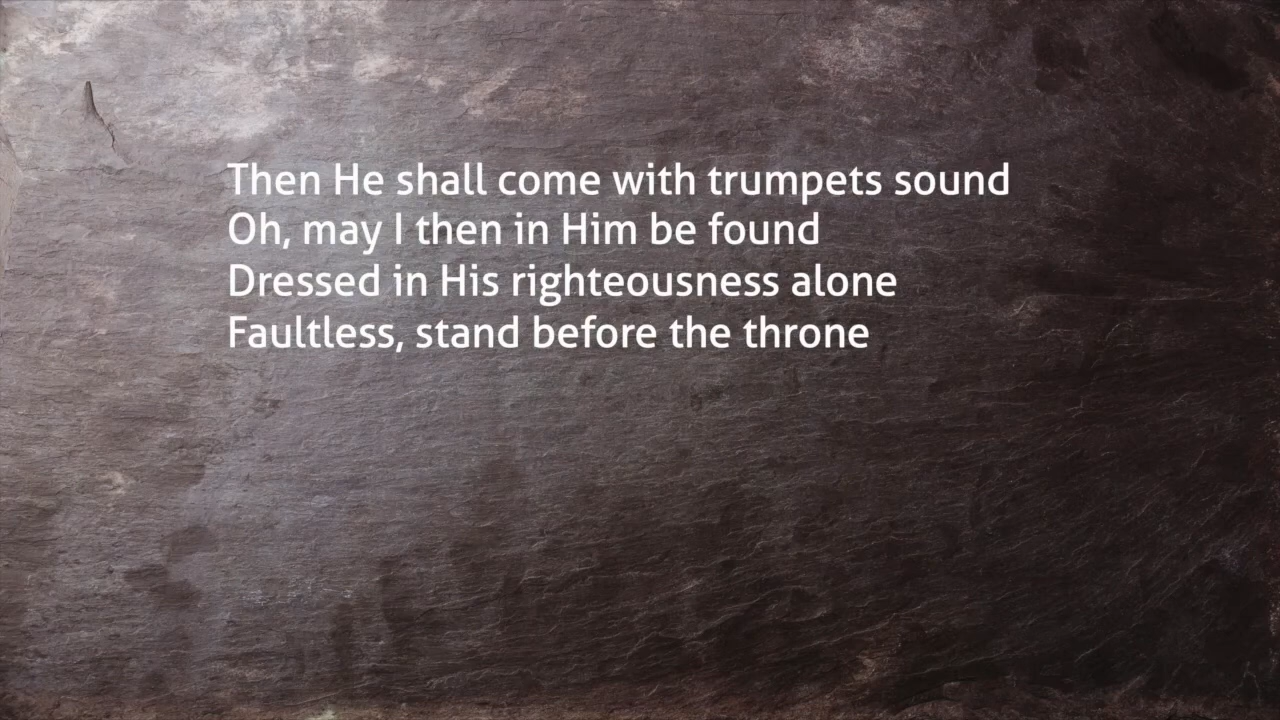 Then He shall come with trumpets sound
Oh, may I then in Him be found
Dressed in His righteousness alone
Faultless, stand before the throne